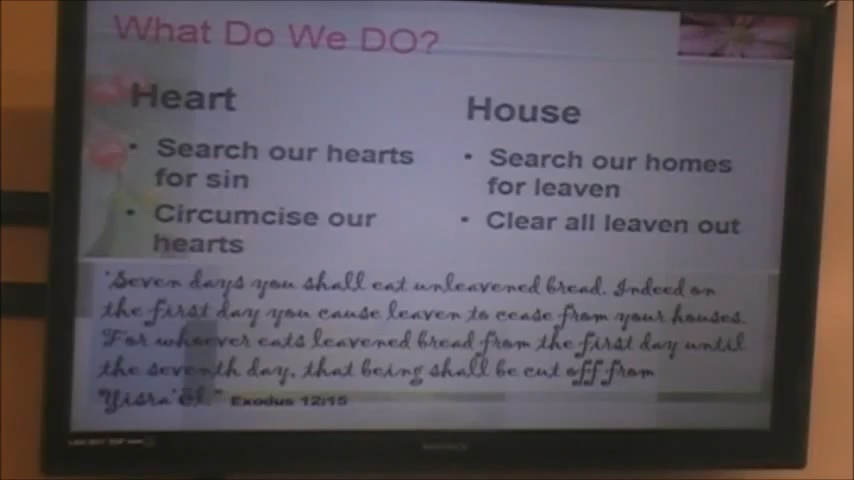 What Do We DO?
Heart
• Search our hearts
for sin
• Circumcise our
hearts
House
• Search our homes
for leaven
• Clear all leaven out
"Seven days you shall eat unleavened bread. Indeed on
the first day you cause leaven to cease from your houses.
For whoever eats leavened bread from the first day until
the seventh day, that being shall be cut off from
Yisra'ĕl." Exodus 12:15